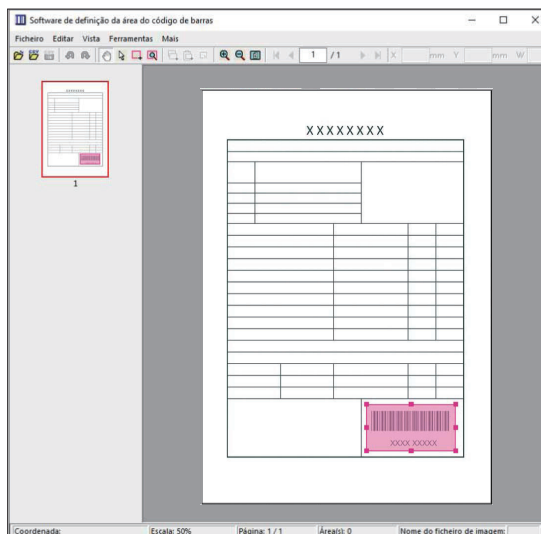 Software de definição da área do código de barras
Ficheiro Editar Vista Ferramentas Mais
1 / 1 X mm Y mm W
XXXXXXXX
XXXXXXXX
1
XXXX XXXXX
Coordenada: Escala: 50% Página: 1 / 1 Área(s): 0 Nome do ficheiro de imagem: